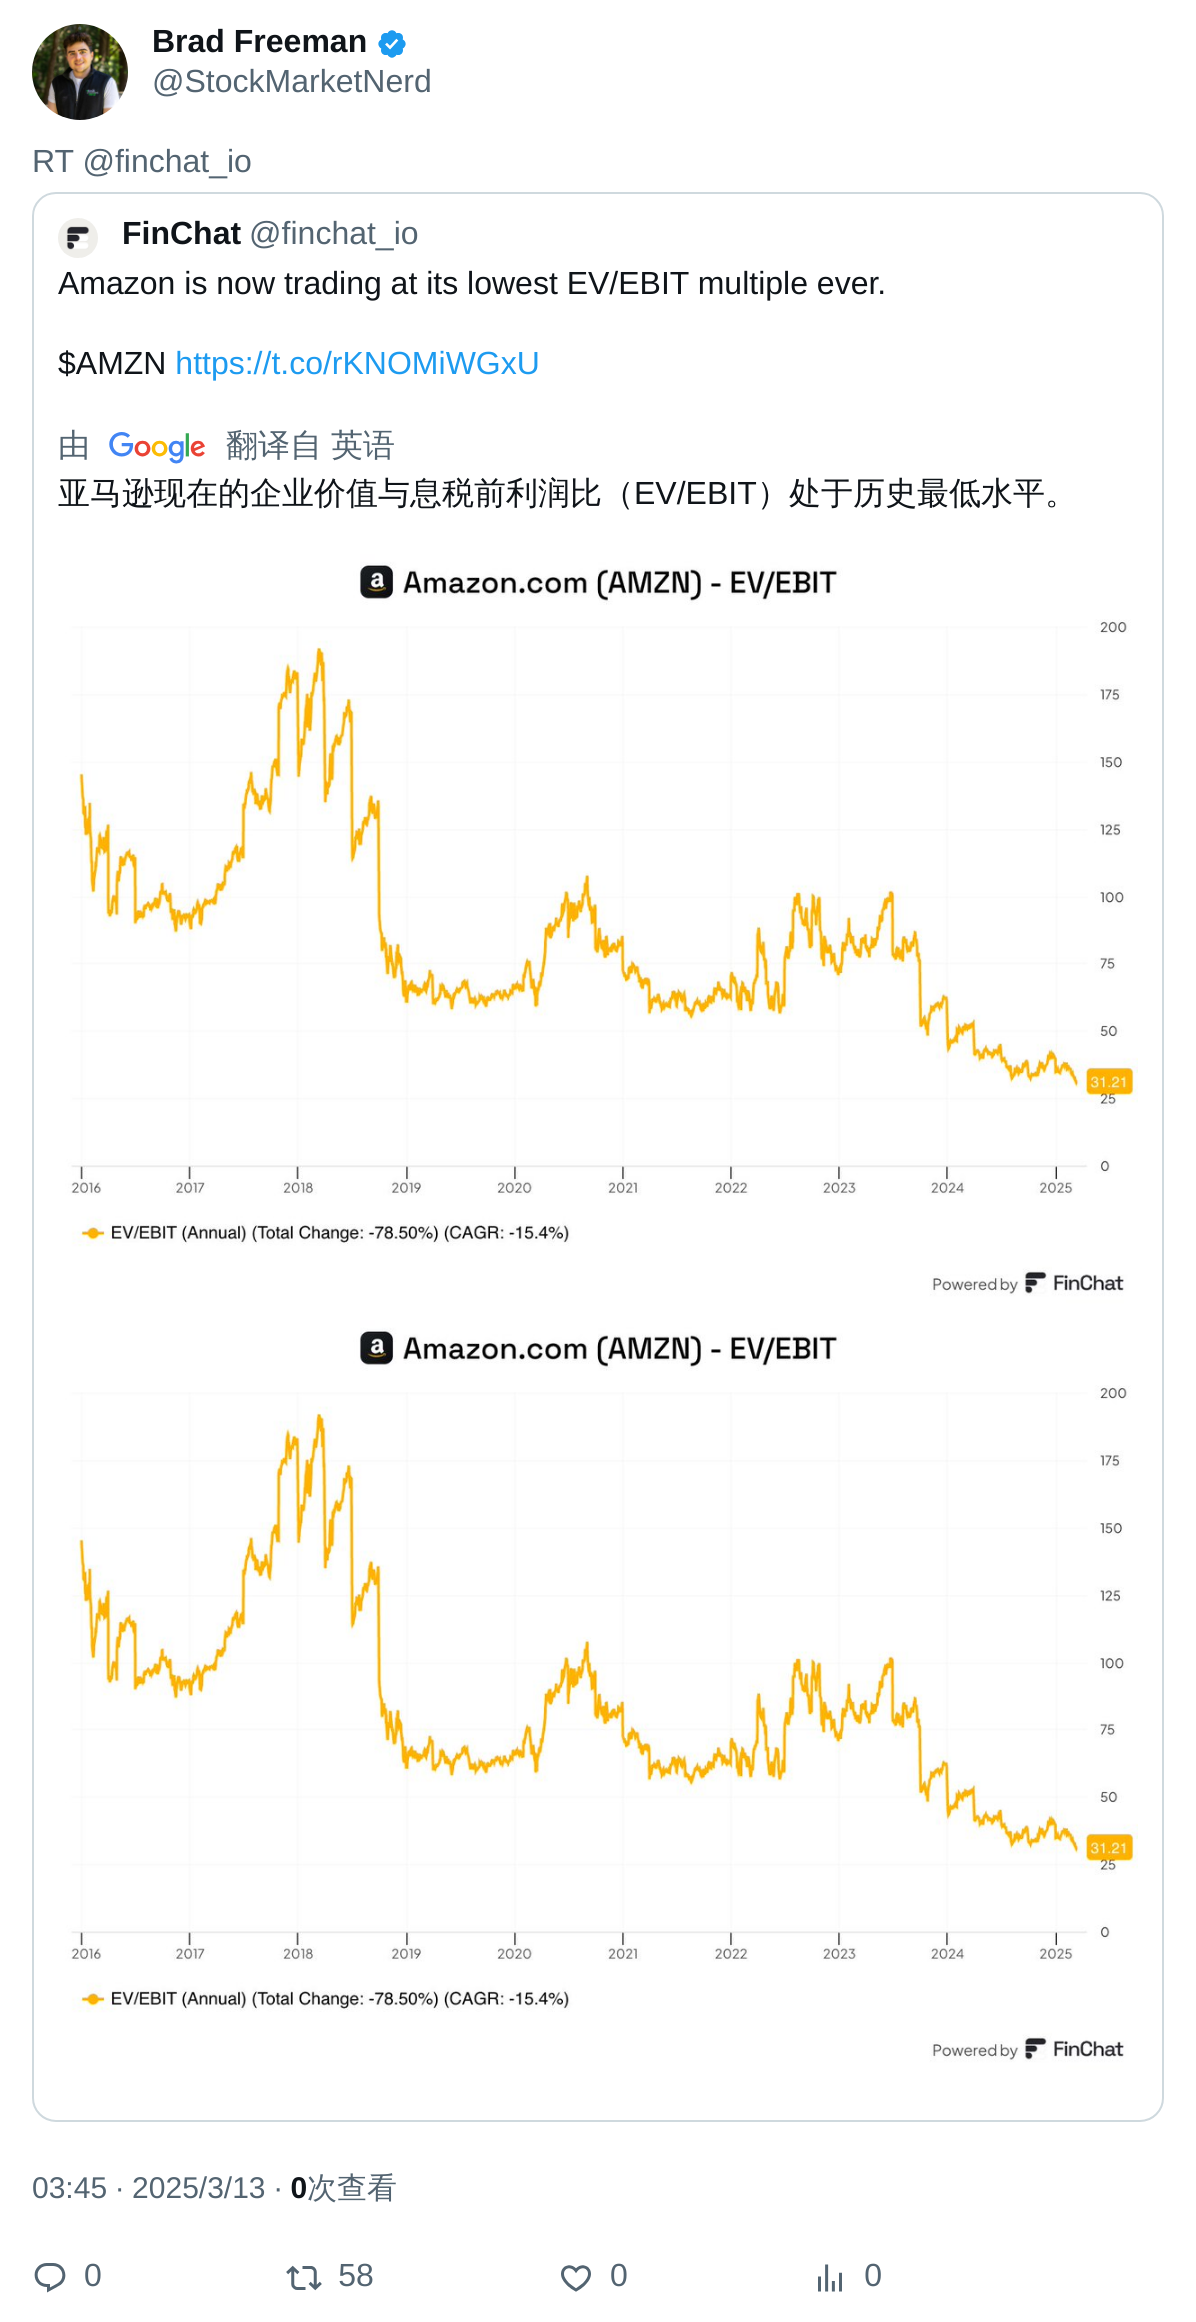 Brad Freeman
@StockMarketNerd
RT @finchat_io
FinChat @finchat_io
Amazon is now trading at its lowest EV/EBIT multiple ever.
$AMZN https://t.co/rKNOMiWGxU
由 Google 翻译自 英语
亚马逊现在的企业价值与息税前利润比（EV/EBIT）处于历史最低水平。
Amazon.com (AMZN) - EV/EBIT
200
175
150
125
100
75
50
31.21
25
0
2016 2017 2018 2019 2020 2021 2022 2023 2024 2025
EV/EBIT (Annual) (Total Change: -78.50%) (CAGR: -15.4%)
Powered by FinChat
Amazon.com (AMZN) - EV/EBIT
200
175
150
125
100
75
50
31.21
25
0
2016 2017 2018 2019 2020 2021 2022 2023 2024 2025
EV/EBIT (Annual) (Total Change: -78.50%) (CAGR: -15.4%)
Powered by FinChat
03:45 · 2025/3/13 · 0次查看
0 58 0 0